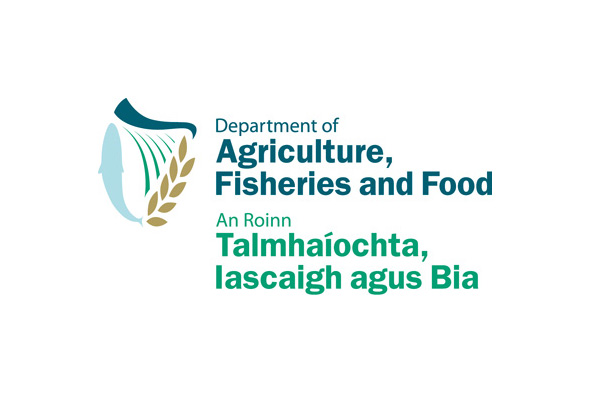 Department of
Agriculture,
Fisheries and Food
An Roinn
Talmhaíochta,
Iascaigh agus Bia